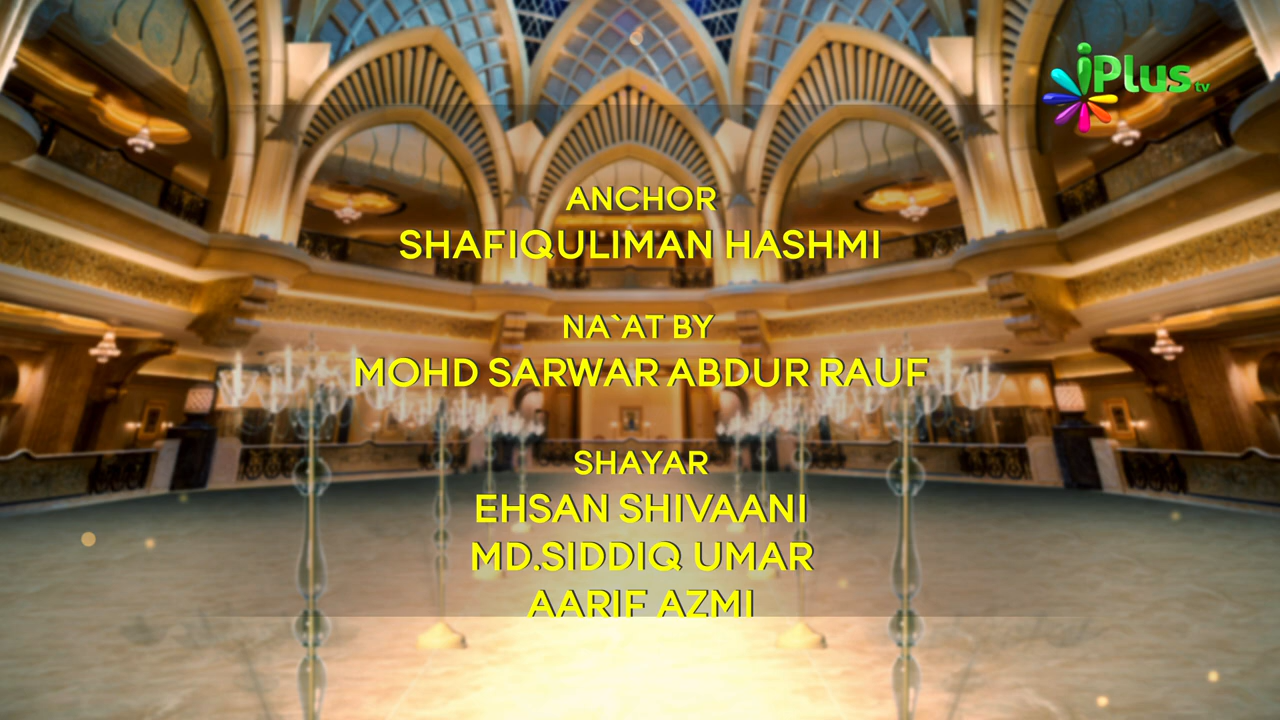 iPlus tv
ANCHOR
SHAFIQULIMAN HASHMI
NA`AT BY
MOHD SARWAR ABDUR RAUF
SHAYAR
EHSAN SHIVAANI
MD.SIDDIQ UMAR
AARIF AZMI